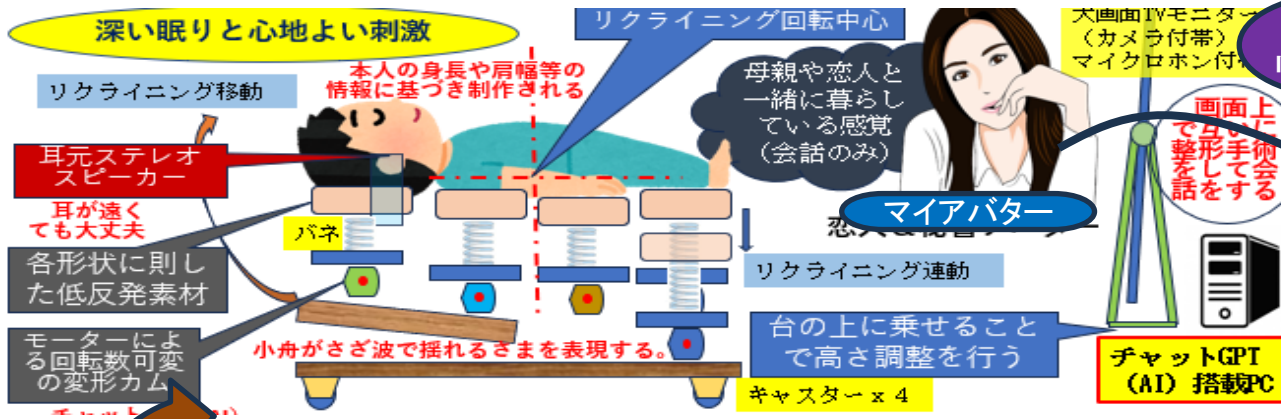 深い眠りと心地よい刺激
リクライニング回転中心
大画面TVモニター
（カメラ付帯）
マイクロホン付
本人の身長や肩幅等の
情報に基づき制作される
リクライニング移動
母親や恋人と
一緒に暮らし
ている感覚
（会話のみ）
画面上で
互い手術
整形して
を会話する
耳元ステレオ
スピーカー
耳が遠く
ても大丈夫
バネ
マイアバター
各形状に則し
た低反発素材
リクライニング連動
モーターによ
る回転数可変
の変形カム
小舟がさざ波で揺れるさまを表現する。
台の上に乗せること
で高さ調整を行う
キャスターｘ４
チャットGPT
（AI）搭載PC